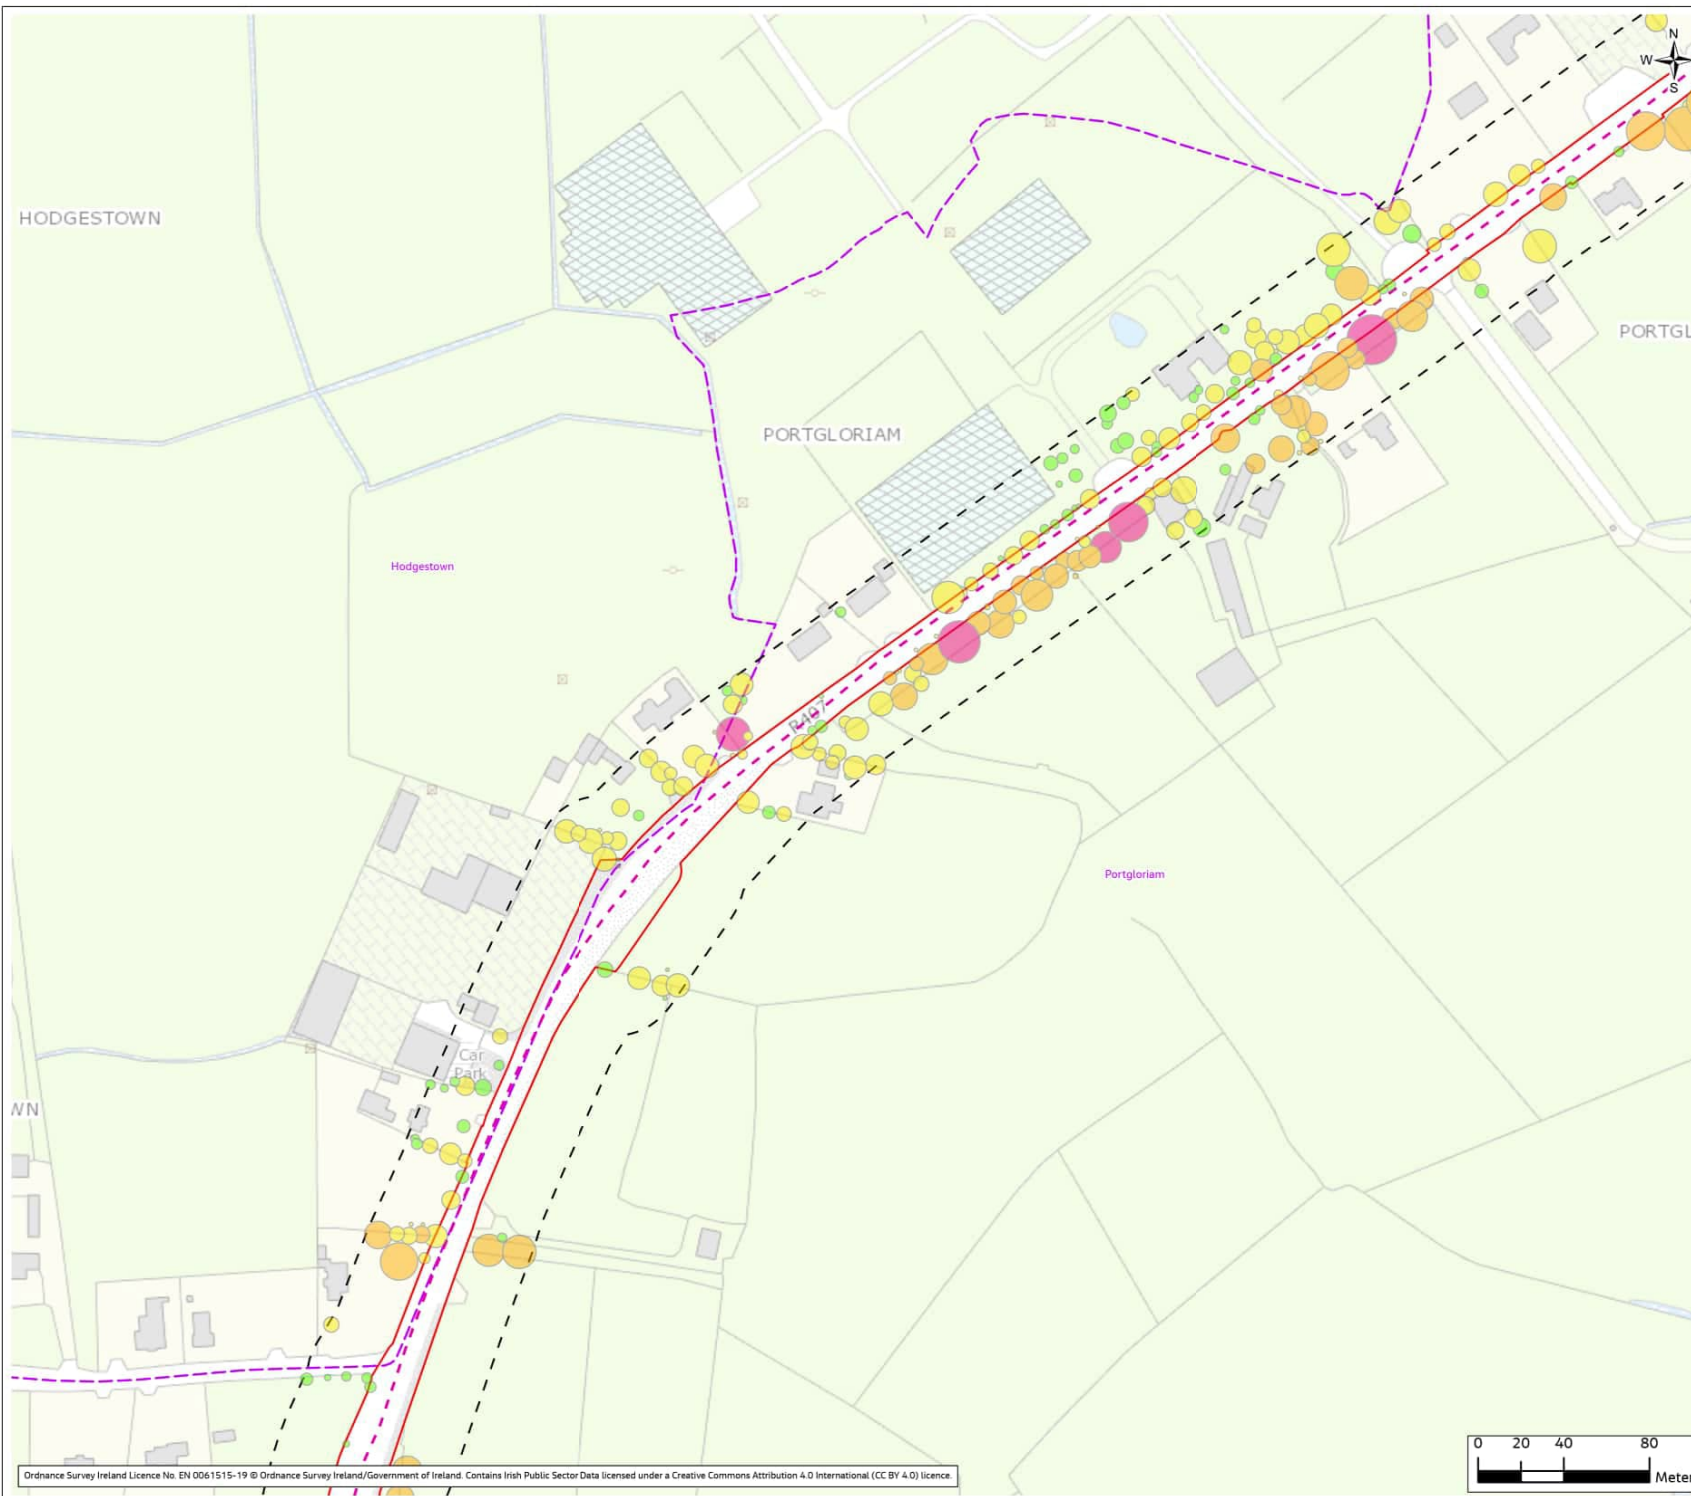 N
W
S
HODGESTOWN
PORTGL
PORTGLORIAM
Hodgestown
R407
Portgloriam
Car
Park
WN
0 20 40 80
Meter
Ordnance Survey Ireland Licence No. EN 0061515-19 © Ordnance Survey Ireland/Government of Ireland. Contains Irish Public Sector Data licensed under a Creative Commons Attribution 4.0 International (CC BY 4.0) licence.